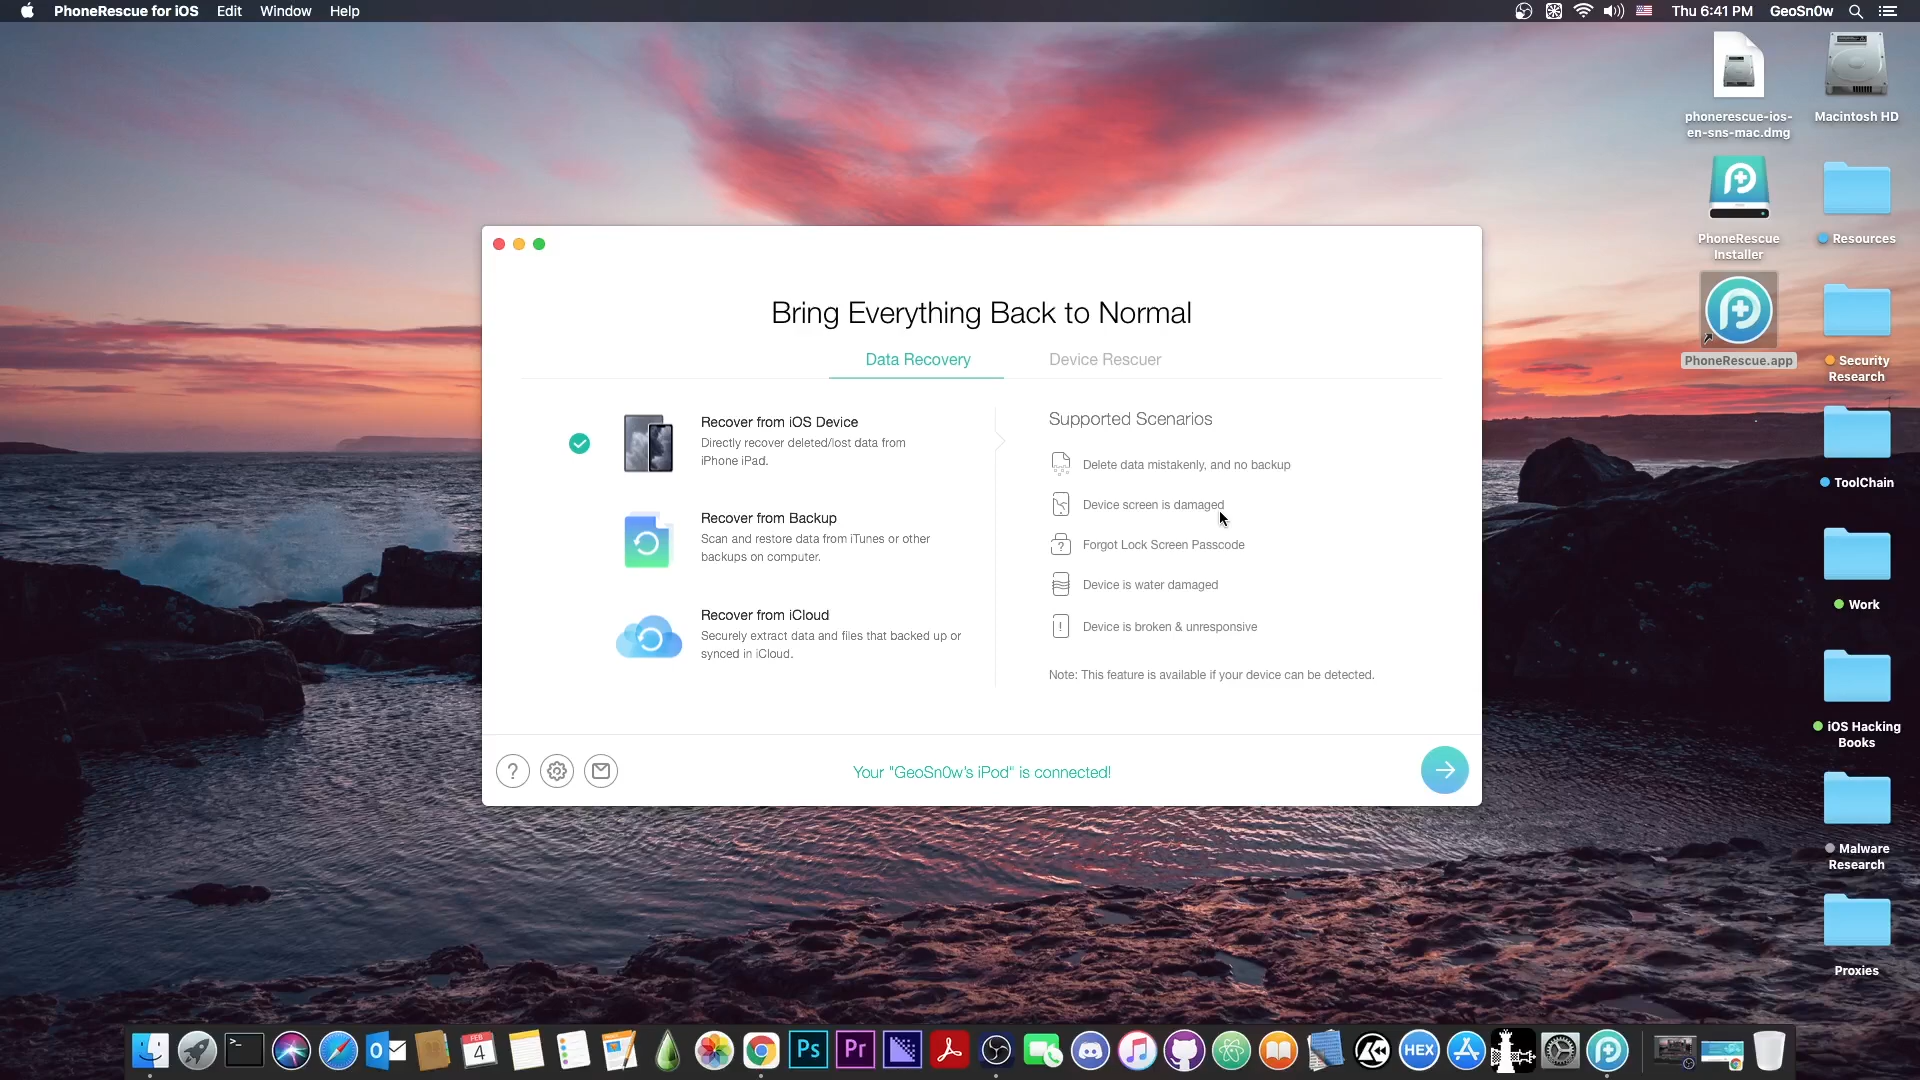 PhoneRescue for iOS Edit Window Help
Thu 6:41 PM GeoSn0w
phonerescue-ios-
en-sns-mac.dmg
Macintosh HD
PhoneRescue
Installer
Resources
PhoneRescue.app
Security
Research
ToolChain
Work
iOS Hacking
Books
Malware
Research
Proxies
Bring Everything Back to Normal
Data Recovery
Device Rescuer
Recover from iOS Device
Directly recover deleted/lost data from
iPhone iPad.
Recover from Backup
Scan and restore data from iTunes or other
backups on computer.
Recover from iCloud
Securely extract data and files that backed up or
synced in iCloud.
Supported Scenarios
Delete data mistakenly, and no backup
Device screen is damaged
Forgot Lock Screen Passcode
Device is water damaged
Device is broken & unresponsive
Note: This feature is available if your device can be detected.
?
Your "GeoSn0w's iPod" is connected!
>_
FEB
4
Ps
Pr
HEX